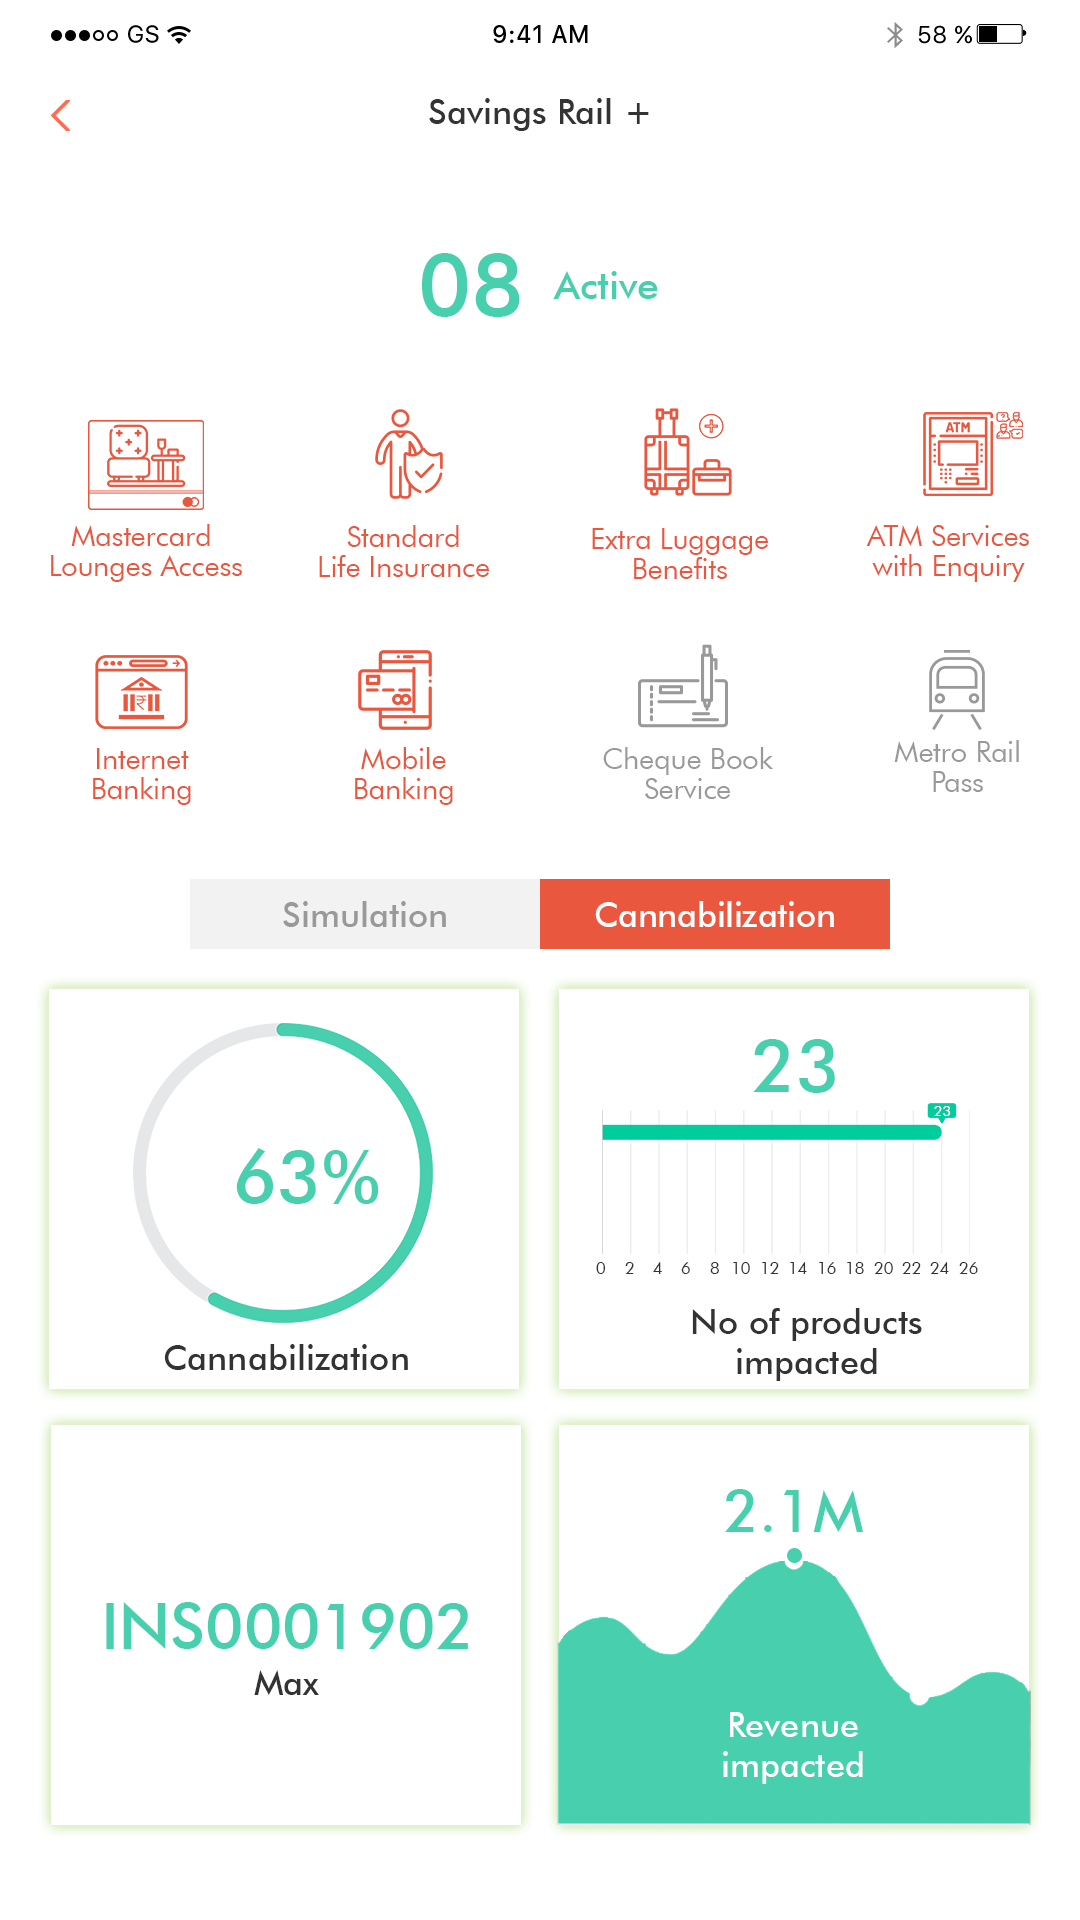 GS 9:41 AM 58 %
Savings Rail +
08 Active
Mastercard
Lounges Access
Standard
Life Insurance
Extra Luggage
Benefits
ATM
ATM Services
with Enquiry
Internet
Banking
Mobile
Banking
Cheque Book
Service
Metro Rail
Pass
Simulation
Cannabilization
63%
Cannabilization
23
23
0 2 4 6 8 10 12 14 16 18 20 22 24 26
No of products
impacted
INS0001902
Max
2.1M
Revenue
impacted